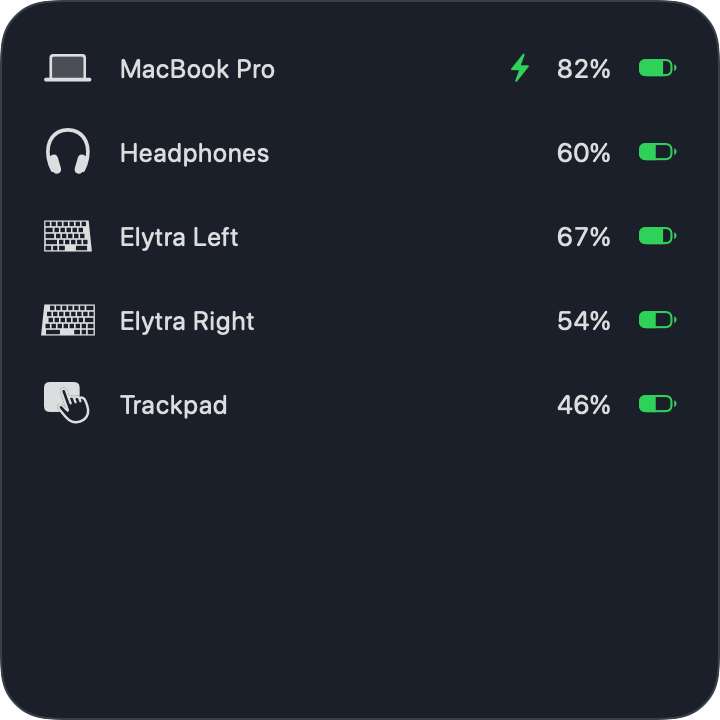 MacBook Pro 82%
Headphones 60%
Elytra Left 67%
Elytra Right 54%
Trackpad 46%